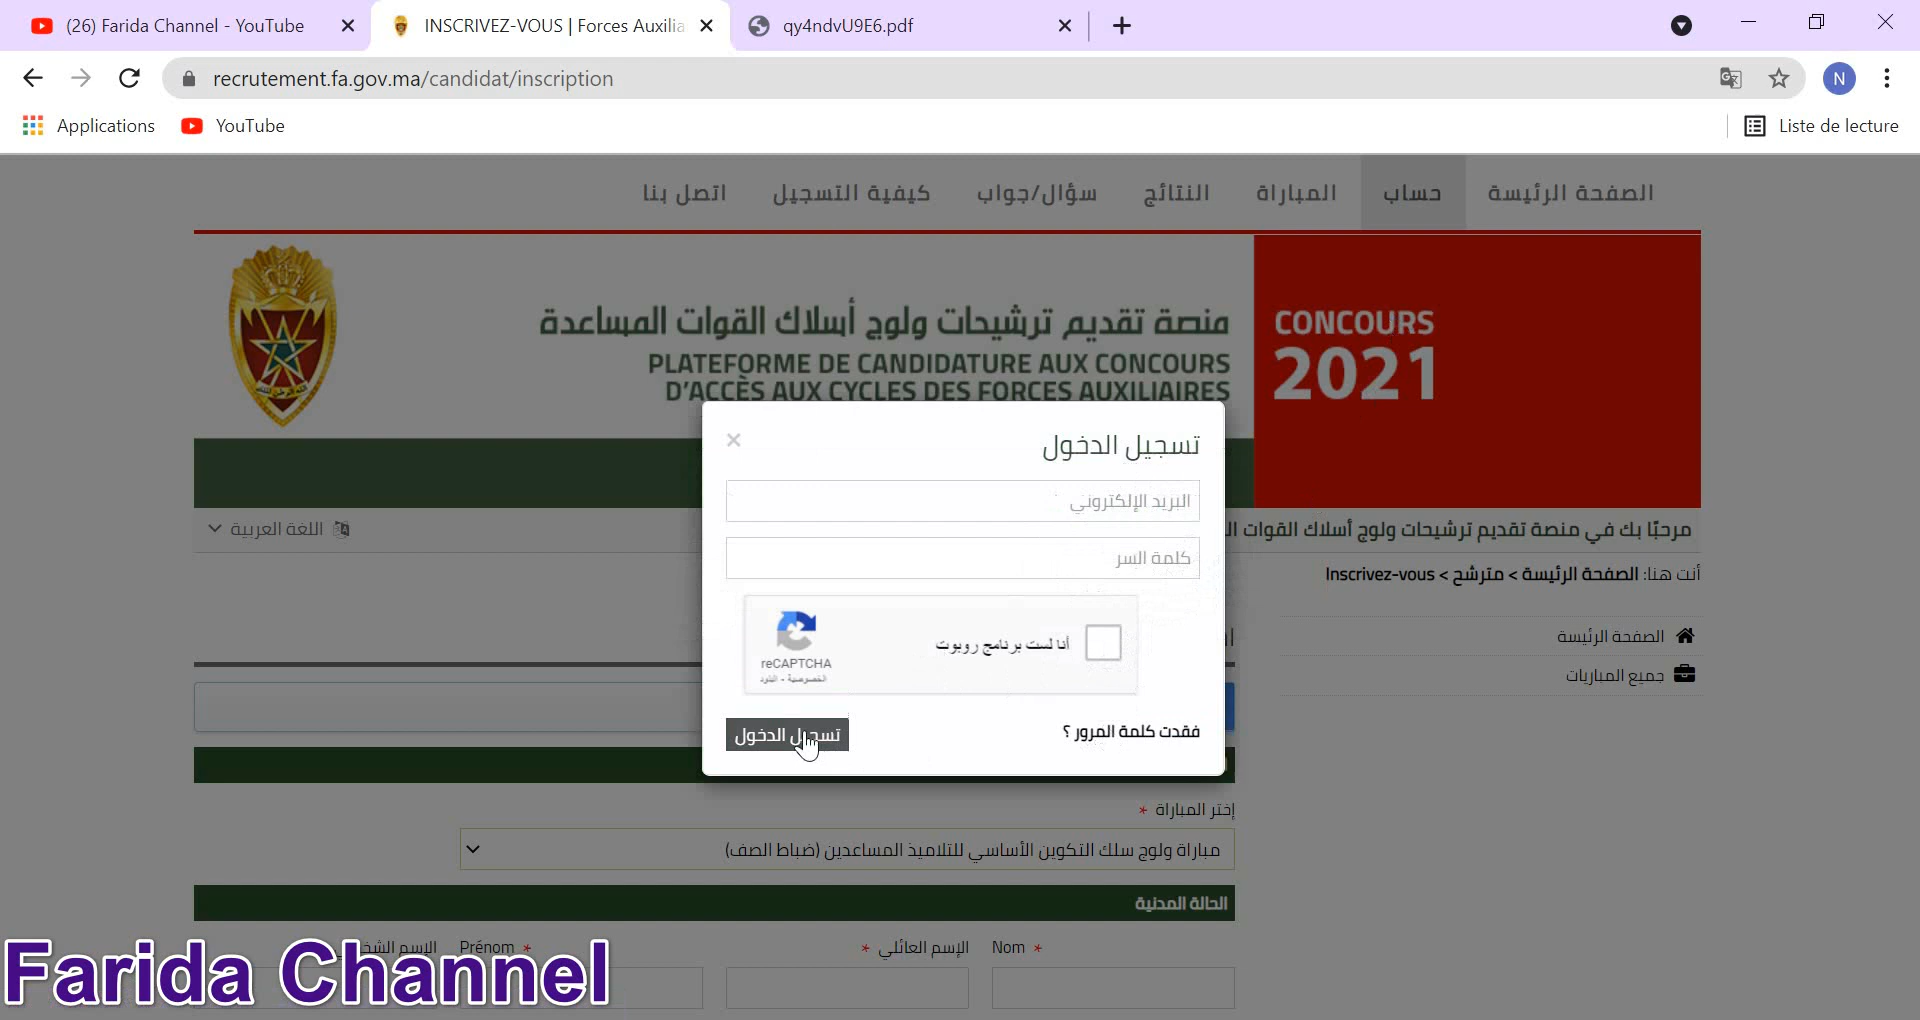 (26) Farida Channel - YouTube
INSCRIVEZ-VOUS | Forces Auxilia
qy4ndvU9E6.pdf
recrutement.fa.gov.ma/candidat/inscription
N
Applications
YouTube
Liste de lecture
الصفحة الرئيسة
حساب
المباراة
النتائج
سؤال/جواب
كيفية التسجيل
اتصل بنا
منصة تقديم ترشيحات ولوج أسلاك القوات المساعدة
PLATEFORME DE CANDIDATURE AUX CONCOURS
D'ACCÈS AUX CYCLES DES FORCES AUXILIAIRES
CONCOURS
2021
مرحبًا بك في منصة تقديم ترشيحات ولوج أسلاك القوات
اللغة العربية
أنت هنا: الصفحة الرئيسة > مترشح > Inscrivez-vous
الصفحة الرئيسة
جميع المباريات
تسجيل الدخول
البريد الإلكتروني
كلمة السر
أنا لست برنامج روبوت
reCAPTCHA
الخصوصية - البنود
فقدت كلمة المرور ؟
تسجيل الدخول
إختر المباراة *
مباراة ولوج سلك التكوين الأساسي للتلاميذ المساعدين (ضباط الصف)
الحالة المدنية
Nom *
الإسم العائلي *
Prénom *
الإسم
Farida Channel